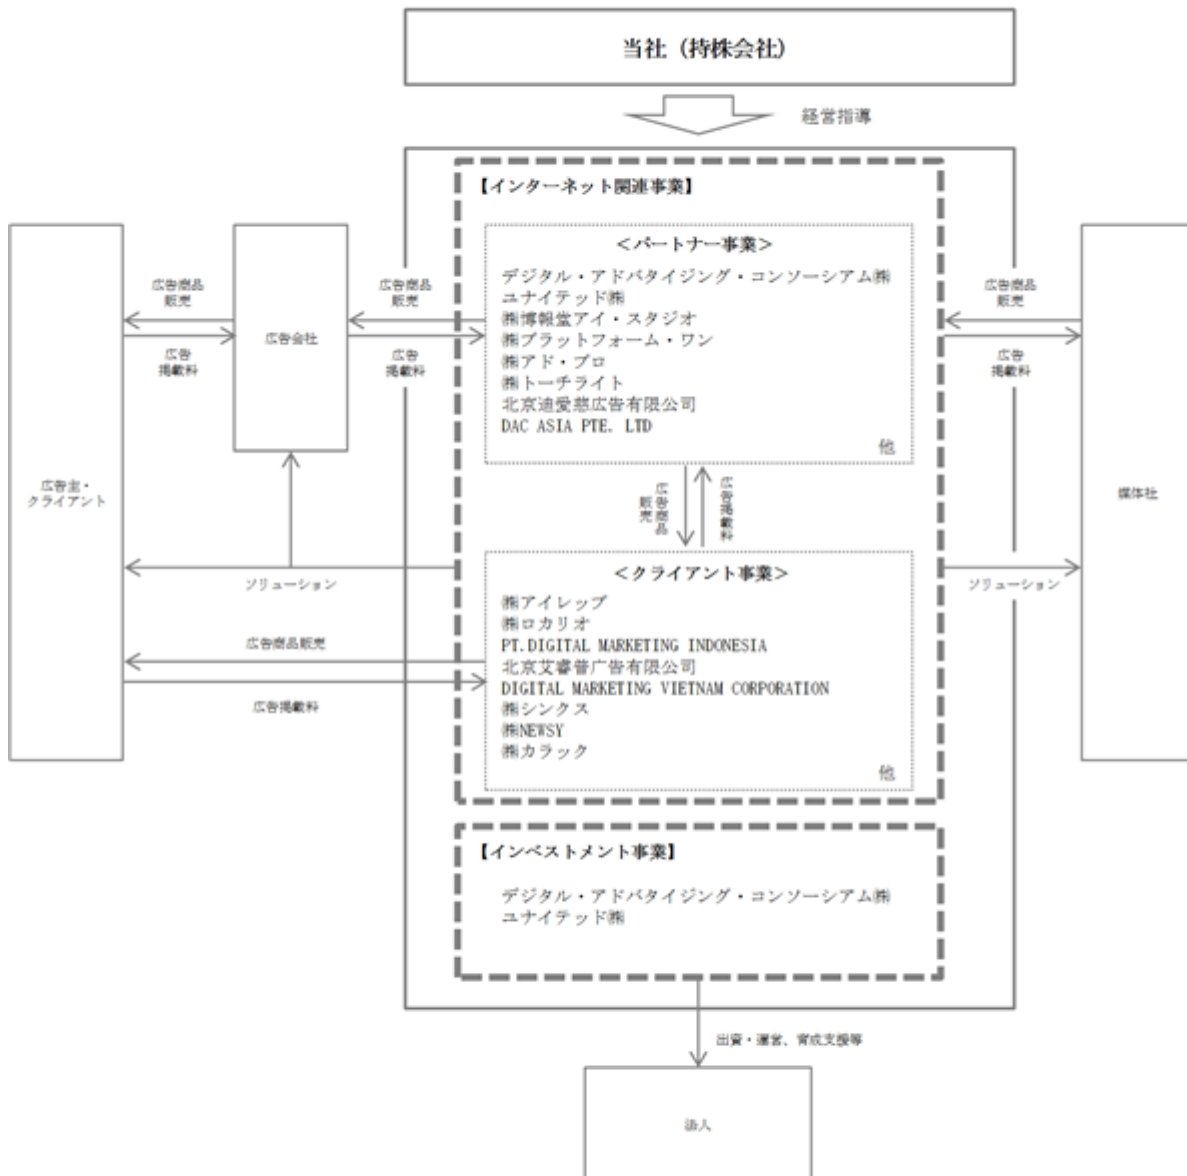 当社（持株会社）
経営指導
【インターネット関連事業】
＜パートナー事業＞
デジタル・アドバタイジング・コンソーシアム㈱
ユナイテッド㈱
㈱博報堂アイ・スタジオ
㈱プラットフォーム・ワン
㈱アド・プロ
㈱トーチライト
北京迪愛慈広告有限公司
DAC ASIA PTE. LTD
他
広告商品
販売
広告
掲載料
広告会社
広告商品
販売
広告
掲載料
広告商品
販売
広告
掲載料
広告主・
クライアント
媒体社
広告商品
販売
広告掲載料
ソリューション
ソリューション
＜クライアント事業＞
㈱アイレップ
㈱ロカリオ
PT.DIGITAL MARKETING INDONESIA
北京艾睿普广告有限公司
DIGITAL MARKETING VIETNAM CORPORATION
㈱シンクス
㈱NEWSY
㈱カラック
他
広告商品販売
広告掲載料
【インベストメント事業】
デジタル・アドバタイジング・コンソーシアム㈱
ユナイテッド㈱
出資・運営、育成支援等
法人